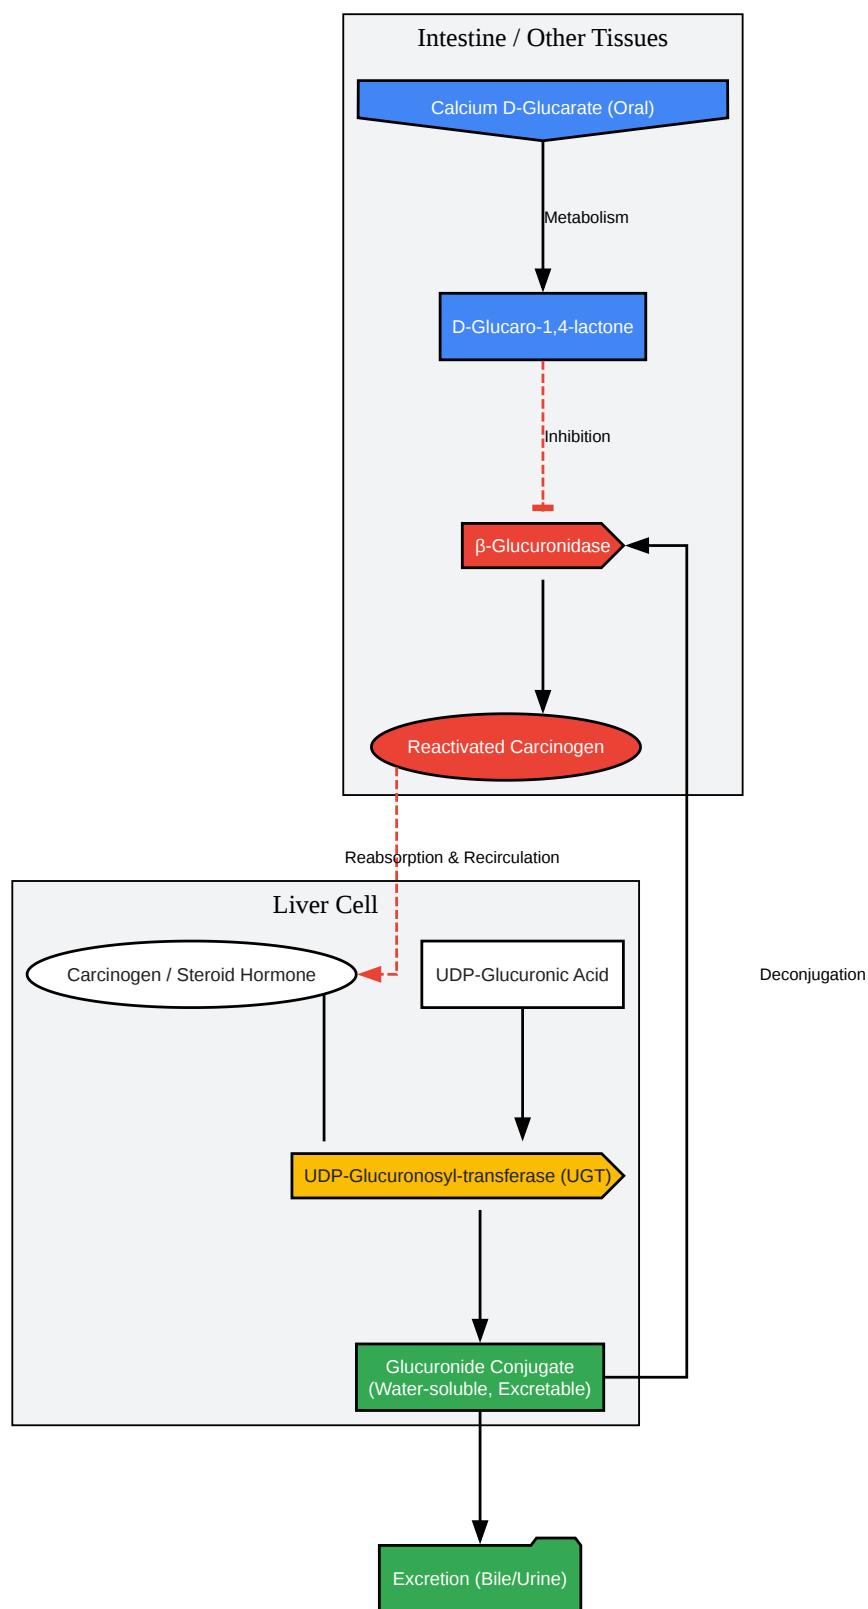 Intestine / Other Tissues
Calcium D-Glucarate (Oral)
Metabolism
D-Glucaro-1,4-lactone
Inhibition
β-Glucuronidase
Reactivated Carcinogen
Reabsorption & Recirculation
Liver Cell
Carcinogen / Steroid Hormone
UDP-Glucuronic Acid
Deconjugation
UDP-Glucuronosyl-transferase (UGT)
Glucuronide Conjugate
(Water-soluble, Excretable)
Excretion (Bile/Urine)